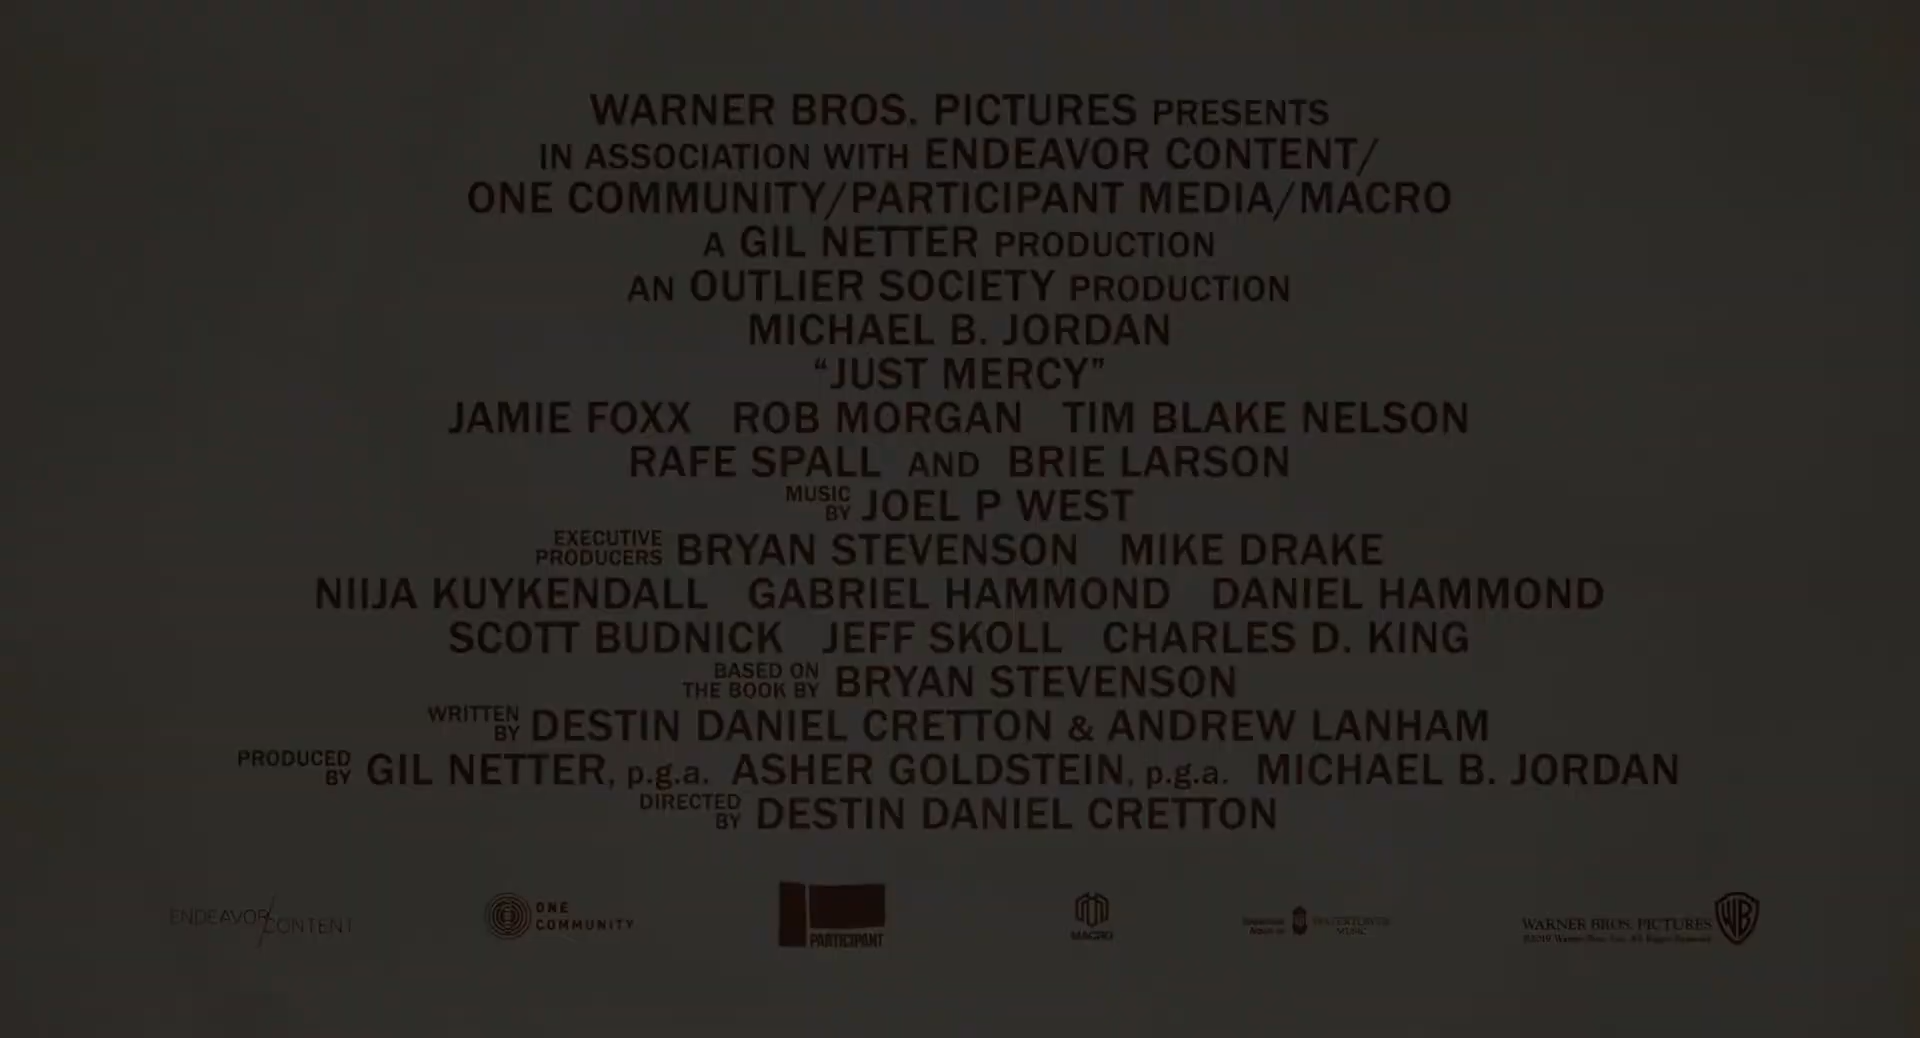 WARNER BROS. PICTURES PRESENTS
IN ASSOCIATION WITH ENDEAVOR CONTENT/
ONE COMMUNITY/PARTICIPANT MEDIA/MACRO
A GIL NETTER PRODUCTION
AN OUTLIER SOCIETY PRODUCTION
MICHAEL B. JORDAN
“JUST MERCY”
JAMIE FOXX ROB MORGAN TIM BLAKE NELSON
RAFE SPALL AND BRIE LARSON
MUSIC BY JOEL P WEST
EXECUTIVE PRODUCERS BRYAN STEVENSON MIKE DRAKE
NIIJA KUYKENDALL GABRIEL HAMMOND DANIEL HAMMOND
SCOTT BUDNICK JEFF SKOLL CHARLES D. KING
BASED ON THE BOOK BY BRYAN STEVENSON
WRITTEN BY DESTIN DANIEL CRETTON & ANDREW LANHAM
PRODUCED BY GIL NETTER, p.g.a. ASHER GOLDSTEIN, p.g.a. MICHAEL B. JORDAN
DIRECTED BY DESTIN DANIEL CRETTON
ENDEAVOR/CONTENT
ONE COMMUNITY
PARTICIPANT
MACRO
WATERTOWER MUSIC
WARNER BROS. PICTURES
WB